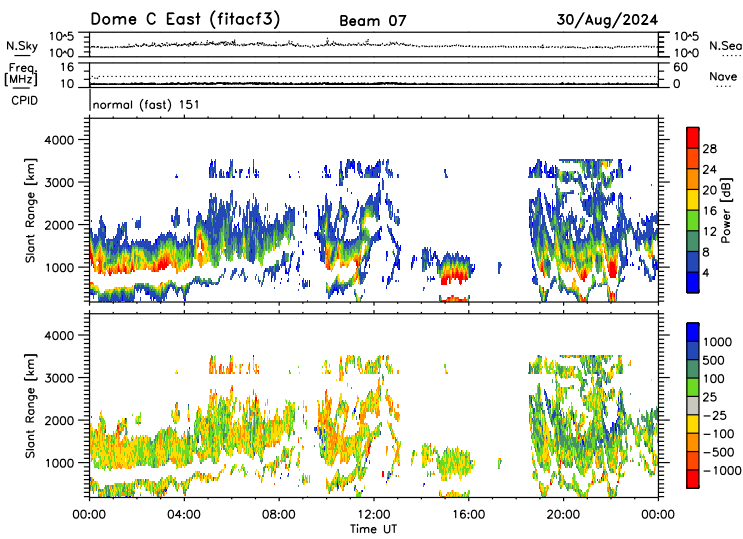 Dome C East (fitacf3) Beam 07 30/Aug/2024
N.Sky 10^5 10^0 10^5 10^0 N.Sea
Freq. [MHz] 16 10 60 0 Nave
CPID normal (fast) 151
Slant Range [km] 4000 3000 2000 1000
28 24 20 16 12 8 4 Power [dB]
Slant Range [km] 4000 3000 2000 1000
1000 500 100 25 -25 -100 -500 -1000
00:00 04:00 08:00 12:00 16:00 20:00 00:00
Time UT